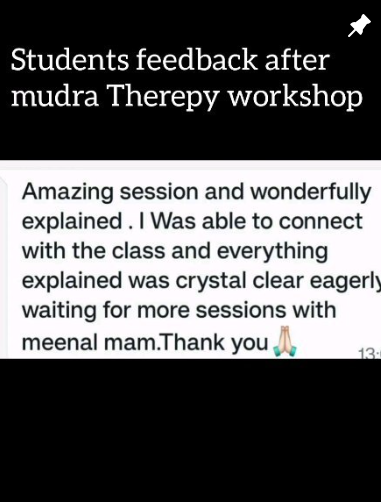 Students feedback after
mudra Therepy workshop
Amazing session and wonderfully
explained . I Was able to connect
with the class and everything
explained was crystal clear eagerly
waiting for more sessions with
meenal mam.Thank you 🙏